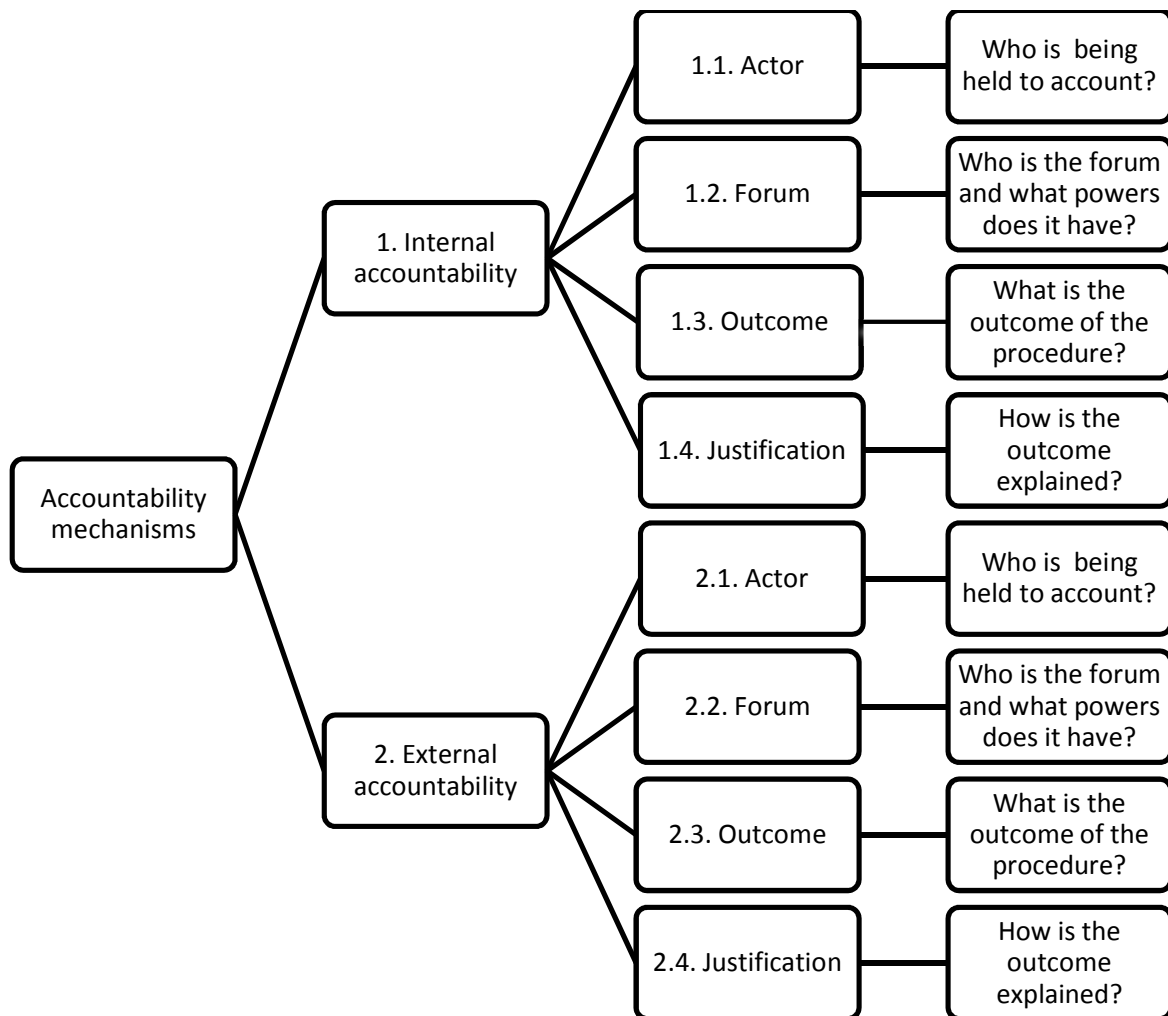 Accountability
mechanisms
1. Internal
accountability
1.1. Actor
Who is  being
held to account?
1.2. Forum
Who is the forum
and what powers
does it have?
1.3. Outcome
What is the
outcome of the
procedure?
1.4. Justification
How is the
outcome
explained?
2. External
accountability
2.1. Actor
Who is  being
held to account?
2.2. Forum
Who is the forum
and what powers
does it have?
2.3. Outcome
What is the
outcome of the
procedure?
2.4. Justification
How is the
outcome
explained?